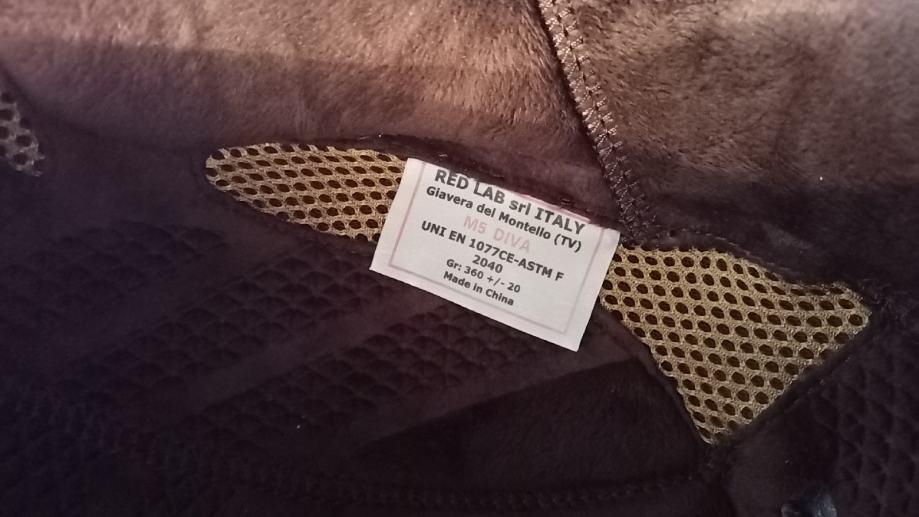 RED LAB srl ITALY
Giavera del Montello (TV)
M5 DIVA
UNI EN 1077CE-ASTM F
2040
Gr: 360 +/- 20
Made in China